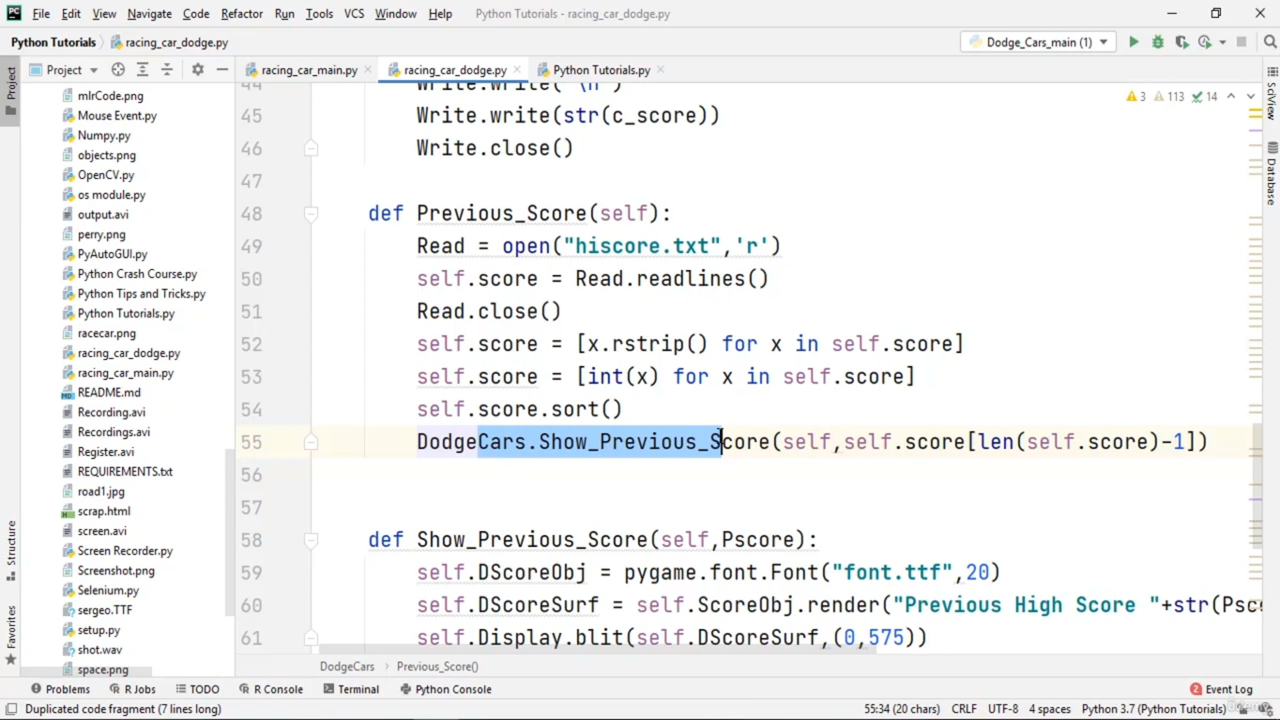 File Edit View Navigate Code Refactor Run Tools VCS Window Help Python Tutorials - racing_car_dodge.py
Python Tutorials racing_car_dodge.py Dodge_Cars_main (1)
Project racing_car_main.py racing_car_dodge.py Python Tutorials.py
Project
SciView
Database
Structure
Favorites
mlrCode.png
Mouse Event.py
Numpy.py
objects.png
OpenCV.py
os module.py
output.avi
perry.png
PyAutoGUI.py
Python Crash Course.py
Python Tips and Tricks.py
Python Tutorials.py
racecar.png
racing_car_dodge.py
racing_car_main.py
README.md
Recording.avi
Recordings.avi
Register.avi
REQUIREMENTS.txt
road1.jpg
scrap.html
screen.avi
Screen Recorder.py
Screenshot.png
Selenium.py
sergeo.TTF
setup.py
shot.wav
space.png
3 113 14
44 Write.write("\n")
45 Write.write(str(c_score))
46 Write.close()
47
48 def Previous_Score(self):
49 Read = open("hiscore.txt",'r')
50 self.score = Read.readlines()
51 Read.close()
52 self.score = [x.rstrip() for x in self.score]
53 self.score = [int(x) for x in self.score]
54 self.score.sort()
55 DodgeCars.Show_Previous_Score(self,self.score[len(self.score)-1])
56
57
58 def Show_Previous_Score(self,Pscore):
59 self.DScoreObj = pygame.font.Font("font.ttf",20)
60 self.DScoreSurf = self.ScoreObj.render("Previous High Score "+str(Psc
61 self.Display.blit(self.DScoreSurf,(0,575))
DodgeCars Previous_Score()
Problems R Jobs TODO R Console Terminal Python Console 2 Event Log
Duplicated code fragment (7 lines long) 55:34 (20 chars) CRLF UTF-8 4 spaces Python 3.7 (Python Tutorials)